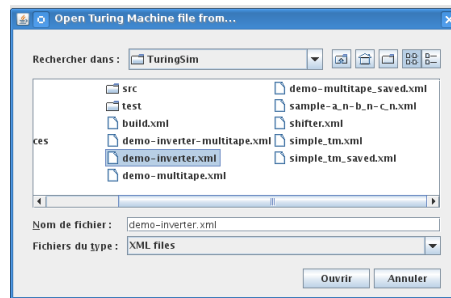 Open Turing Machine file from...
Rechercher dans : TuringSim
src
test
build.xml
ces demo-inverter-multitape.xml
demo-inverter.xml
demo-multitape.xml
demo-multitape_saved.xml
sample-a_n-b_n-c_n.xml
shifter.xml
simple_tm.xml
simple_tm_saved.xml
Nom de fichier : demo-inverter.xml
Fichiers du type : XML files
Ouvrir Annuler